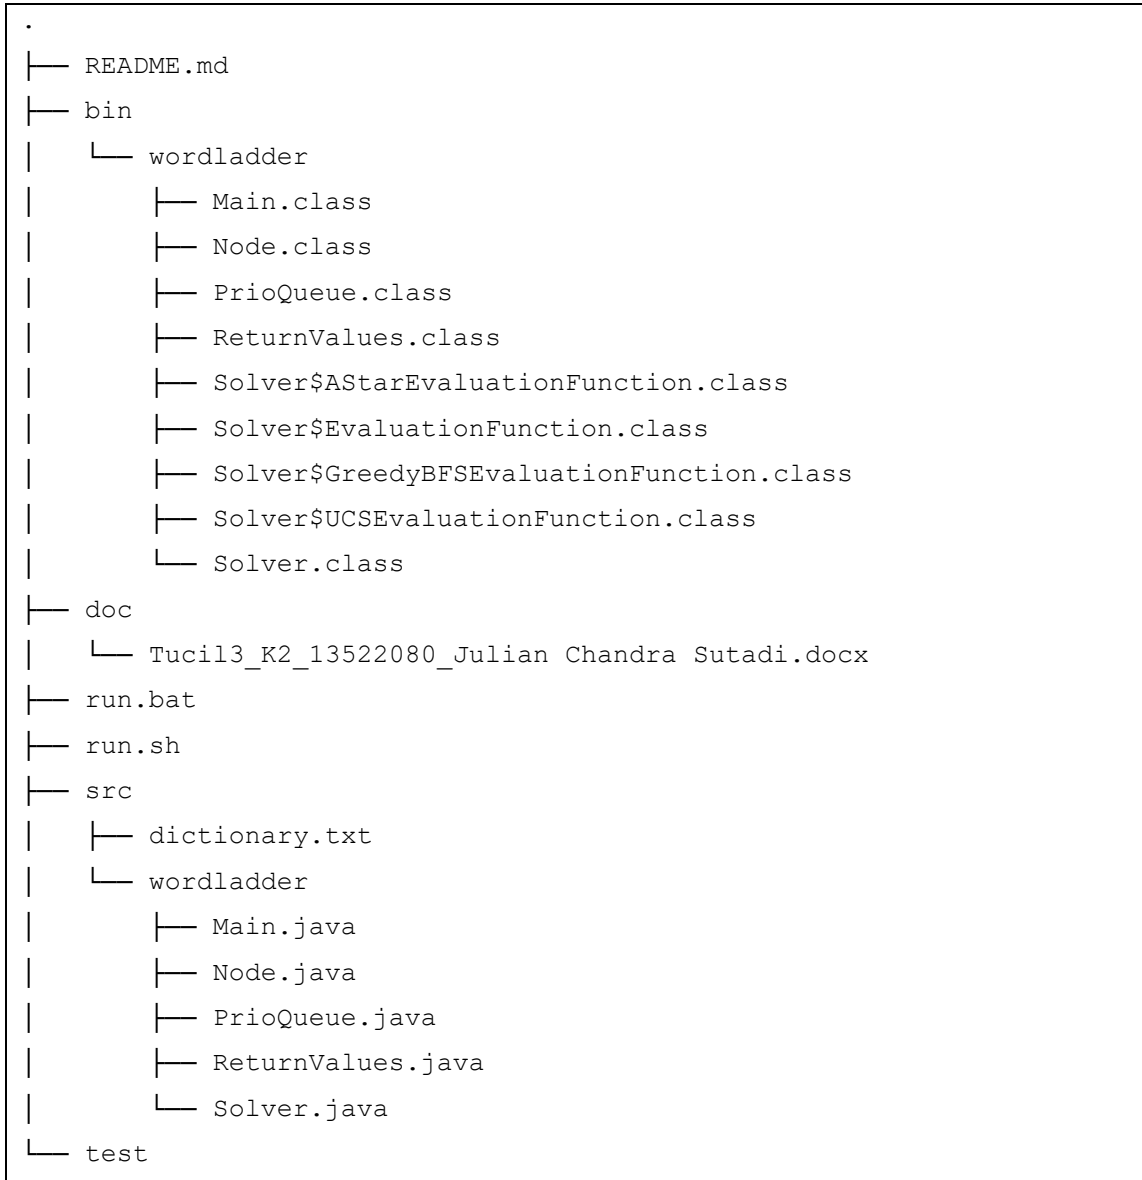 .
├── README.md
├── bin
│   └── wordladder
│       ├── Main.class
│       ├── Node.class
│       ├── PrioQueue.class
│       ├── ReturnValues.class
│       ├── Solver$AStarEvaluationFunction.class
│       ├── Solver$EvaluationFunction.class
│       ├── Solver$GreedyBFSEvaluationFunction.class
│       ├── Solver$UCSEvaluationFunction.class
│       └── Solver.class
├── doc
│   └── Tucil3_K2_13522080_Julian Chandra Sutadi.docx
├── run.bat
├── run.sh
├── src
│   ├── dictionary.txt
│   └── wordladder
│       ├── Main.java
│       ├── Node.java
│       ├── PrioQueue.java
│       ├── ReturnValues.java
│       └── Solver.java
└── test